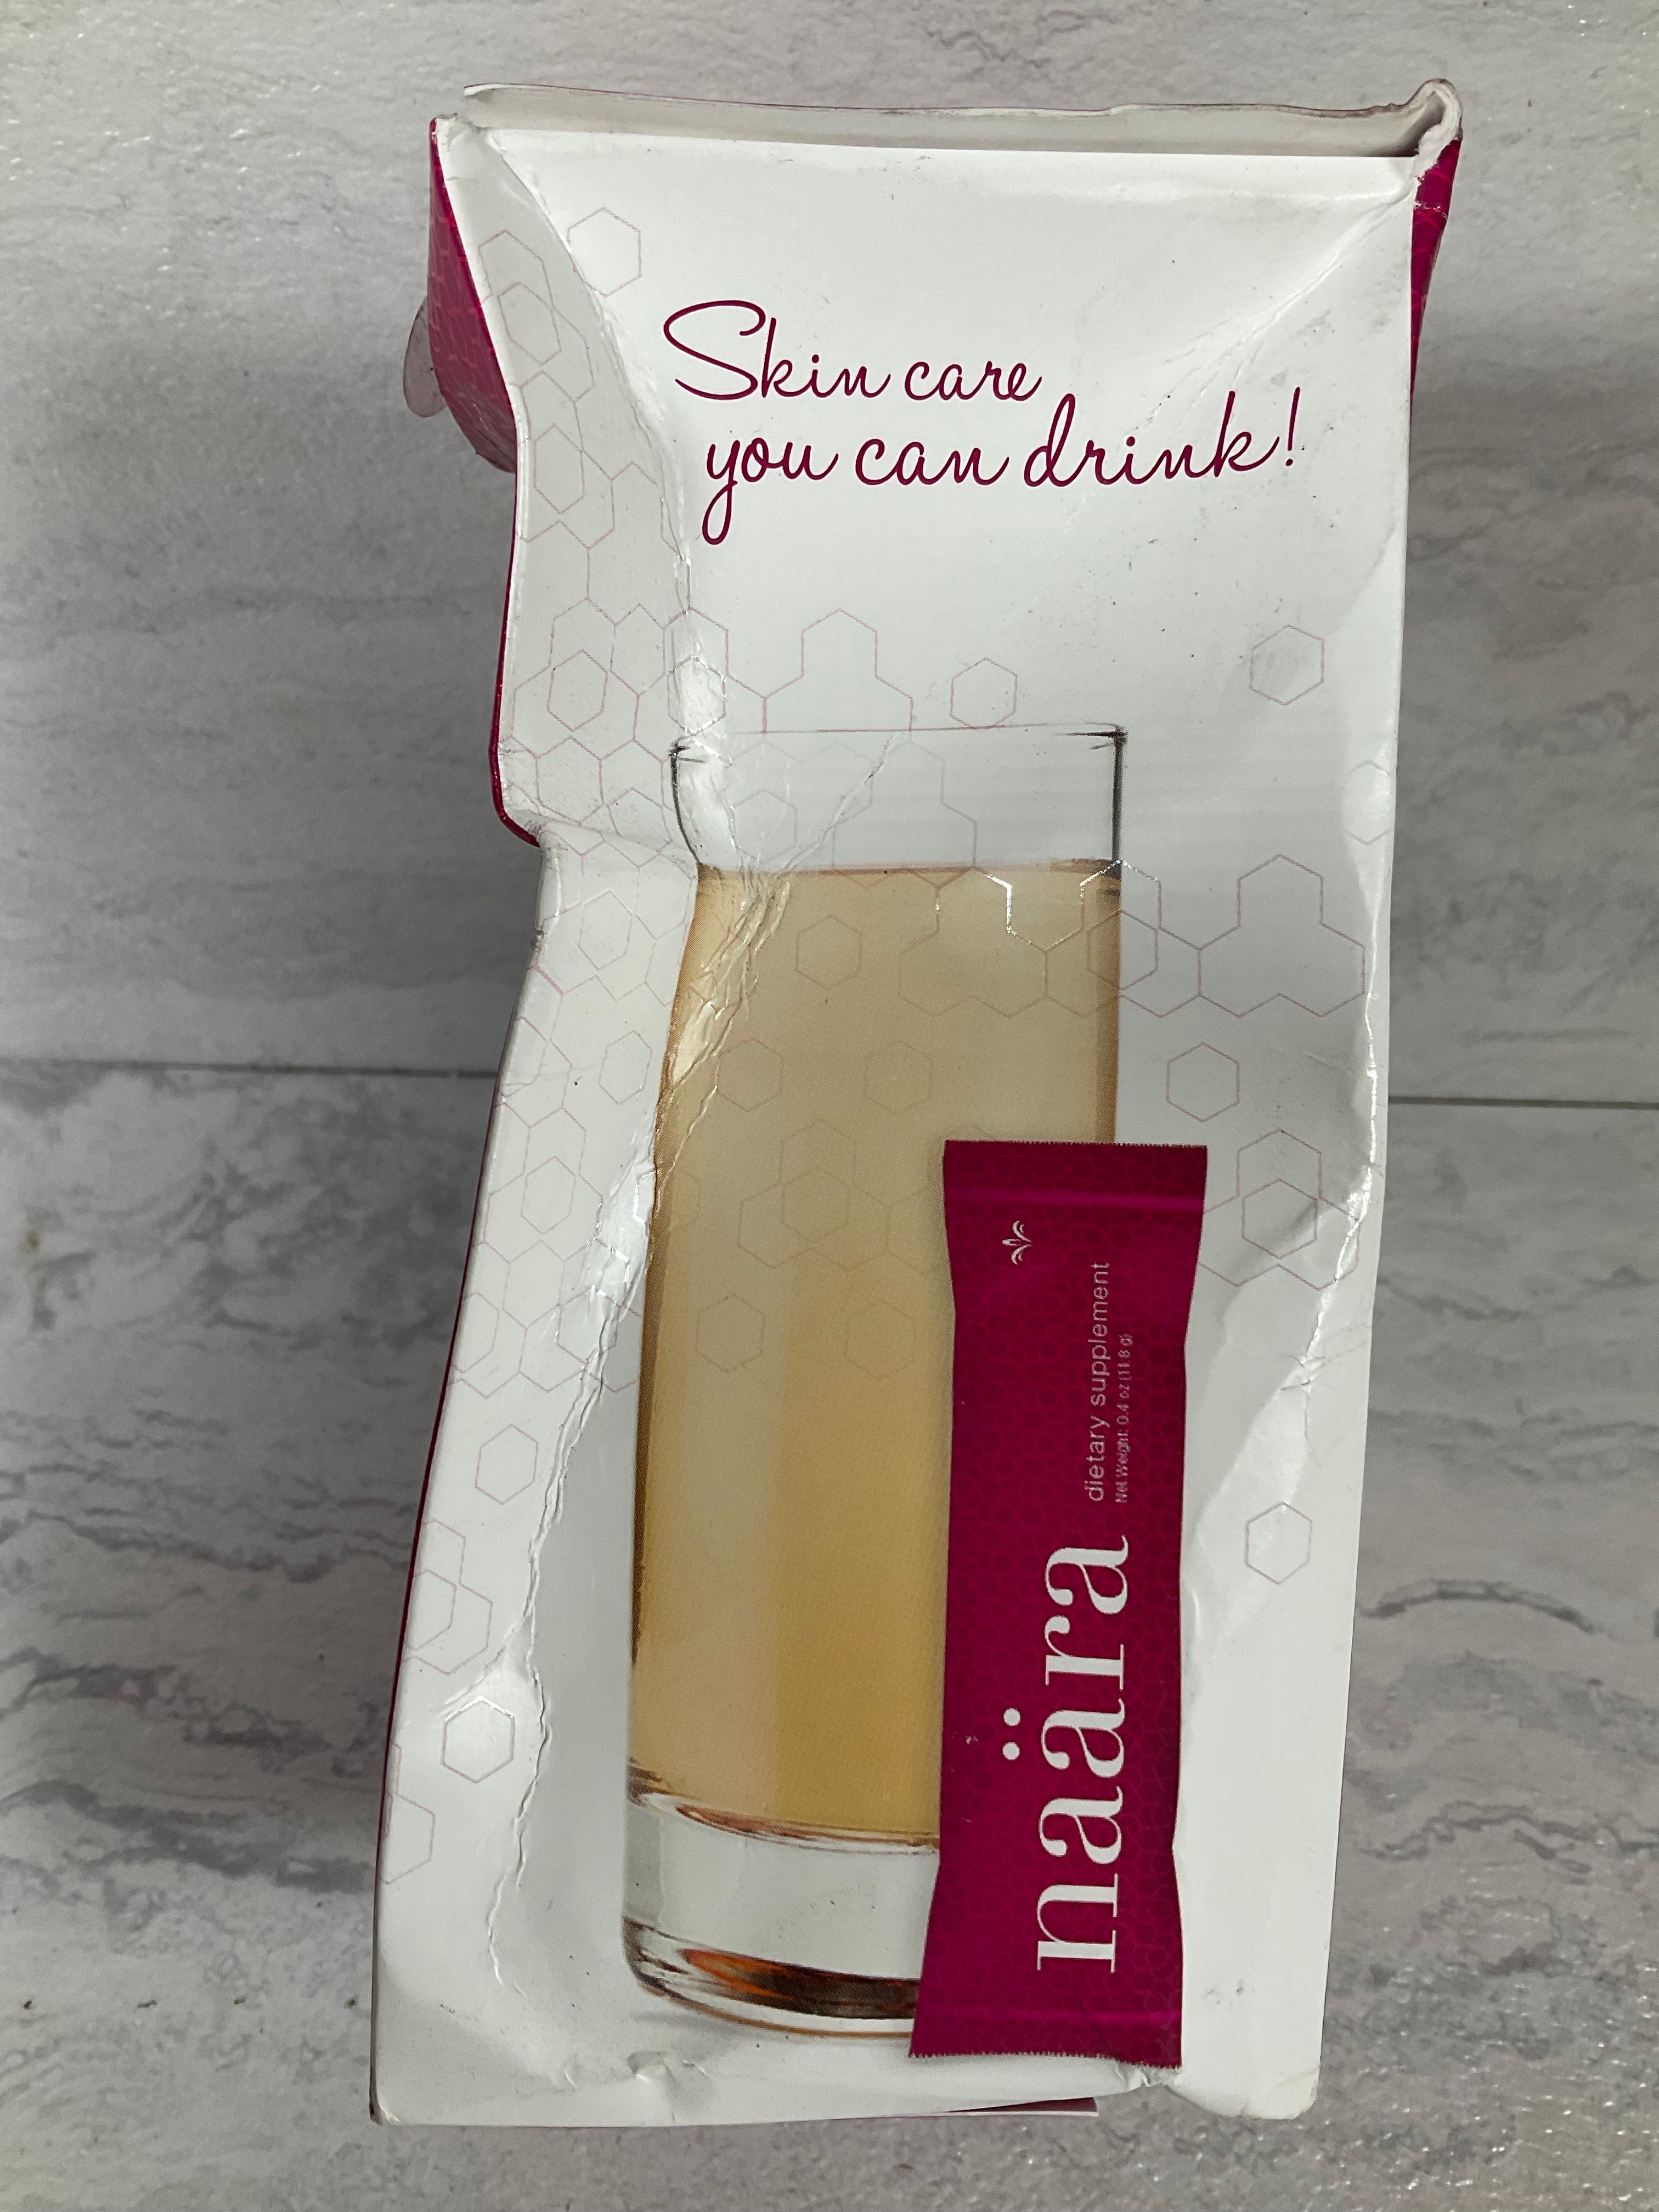 Skin care
you can drink!
naära
dietary supplement
Net Weight: 0.4 oz (11.8 g)